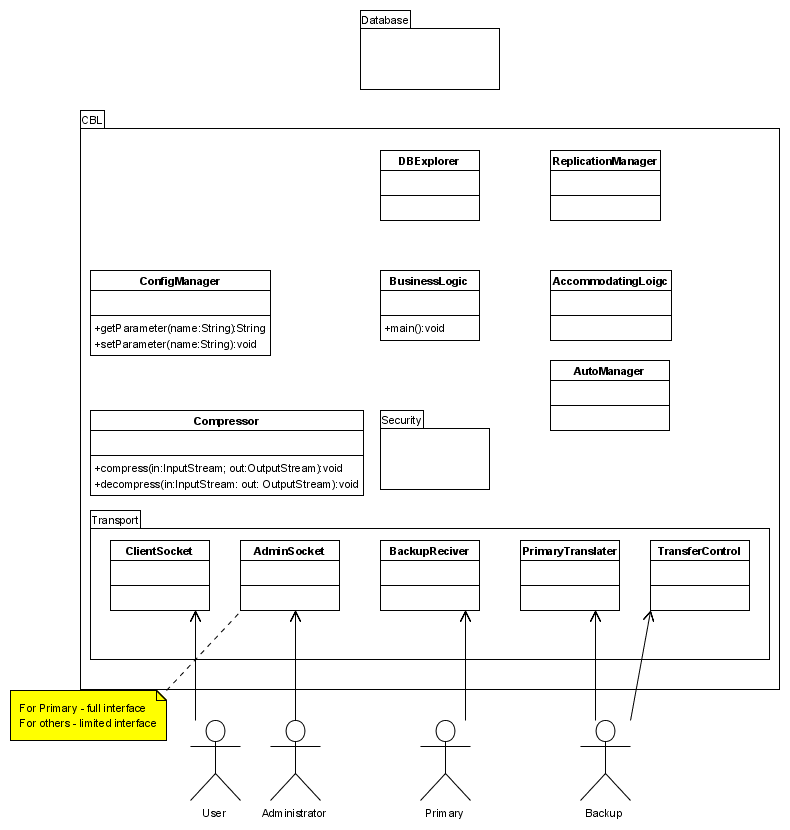 Database
CBL
DBExplorer
ReplicationManager
ConfigManager
+getParameter(name:String):String
+setParameter(name:String):void
BusinessLogic
+main():void
AccommodatingLoigc
AutoManager
Compressor
+compress(in:InputStream; out:OutputStream):void
+decompress(in:InputStream: out: OutputStream):void
Security
Transport
ClientSocket
AdminSocket
BackupReciver
PrimaryTranslater
TransferControl
For Primary - full interface
For others - limited interface
User
Administrator
Primary
Backup